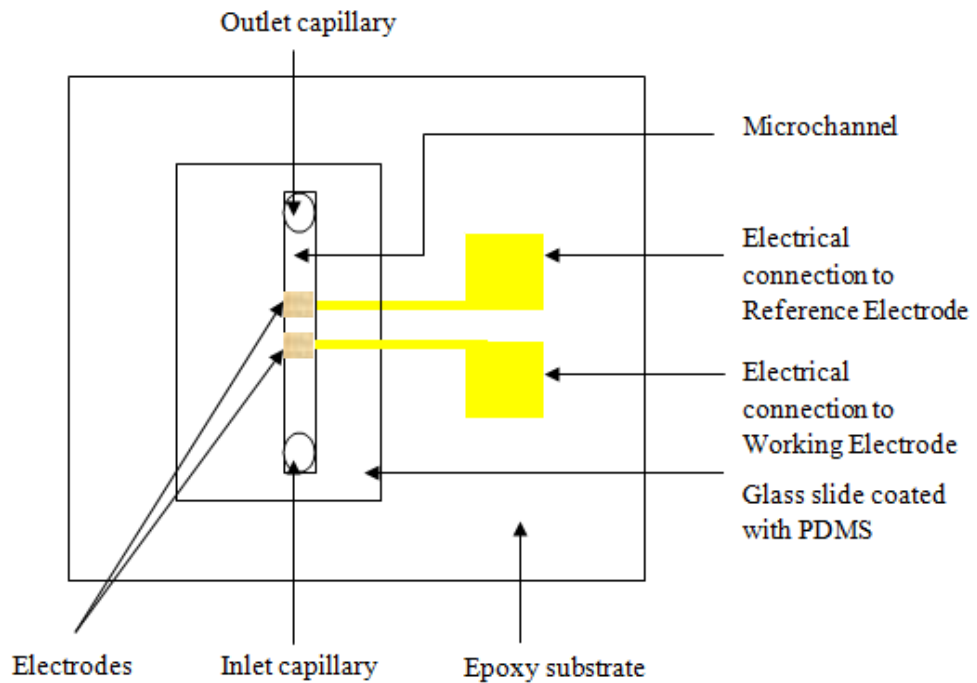 Outlet capillary
Microchannel
Electrical
connection to
Reference Electrode
Electrical
connection to
Working Electrode
Glass slide coated
with PDMS
Electrodes
Inlet capillary
Epoxy substrate